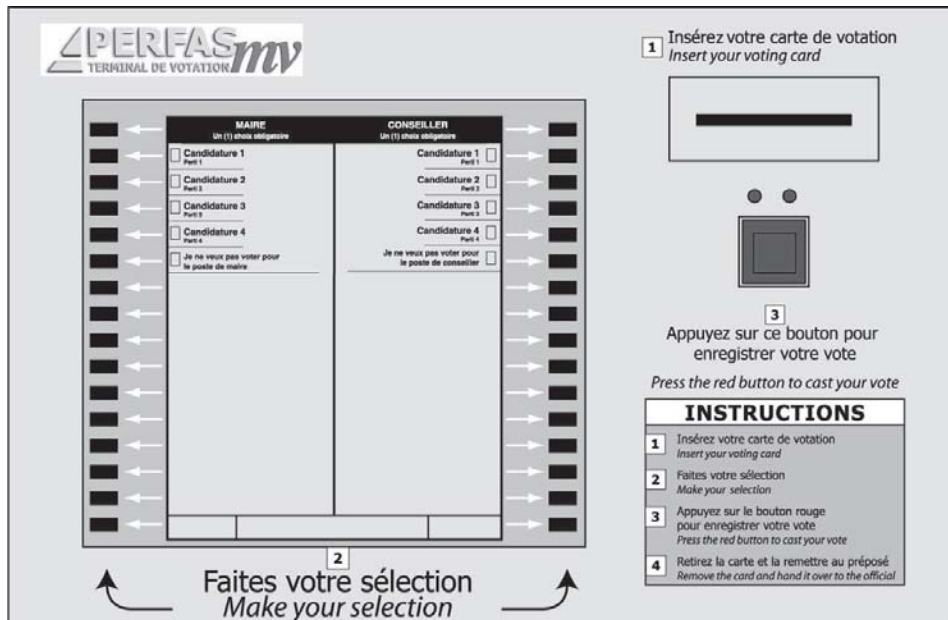 PERFAS mv
TERMINAL DE VOTATION
1 Insérez votre carte de votation
Insert your voting card
MAIRE
Un (1) choix obligatoire
Candidature 1
Parti 1
Candidature 2
Parti 2
Candidature 3
Parti 3
Candidature 4
Parti 4
Je ne veux pas voter pour
le poste de maire
CONSEILLER
Un (1) choix obligatoire
Candidature 1
Parti 1
Candidature 2
Parti 2
Candidature 3
Parti 3
Candidature 4
Parti 4
Je ne veux pas voter pour
le poste de conseiller
2
Faites votre sélection
Make your selection
3
Appuyez sur ce bouton pour
enregistrer votre vote
Press the red button to cast your vote
INSTRUCTIONS
1 Insérez votre carte de votation
Insert your voting card
2 Faites votre sélection
Make your selection
3 Appuyez sur le bouton rouge
pour enregistrer votre vote
Press the red button to cast your vote
4 Retirez la carte et la remettre au préposé
Remove the card and hand it over to the official